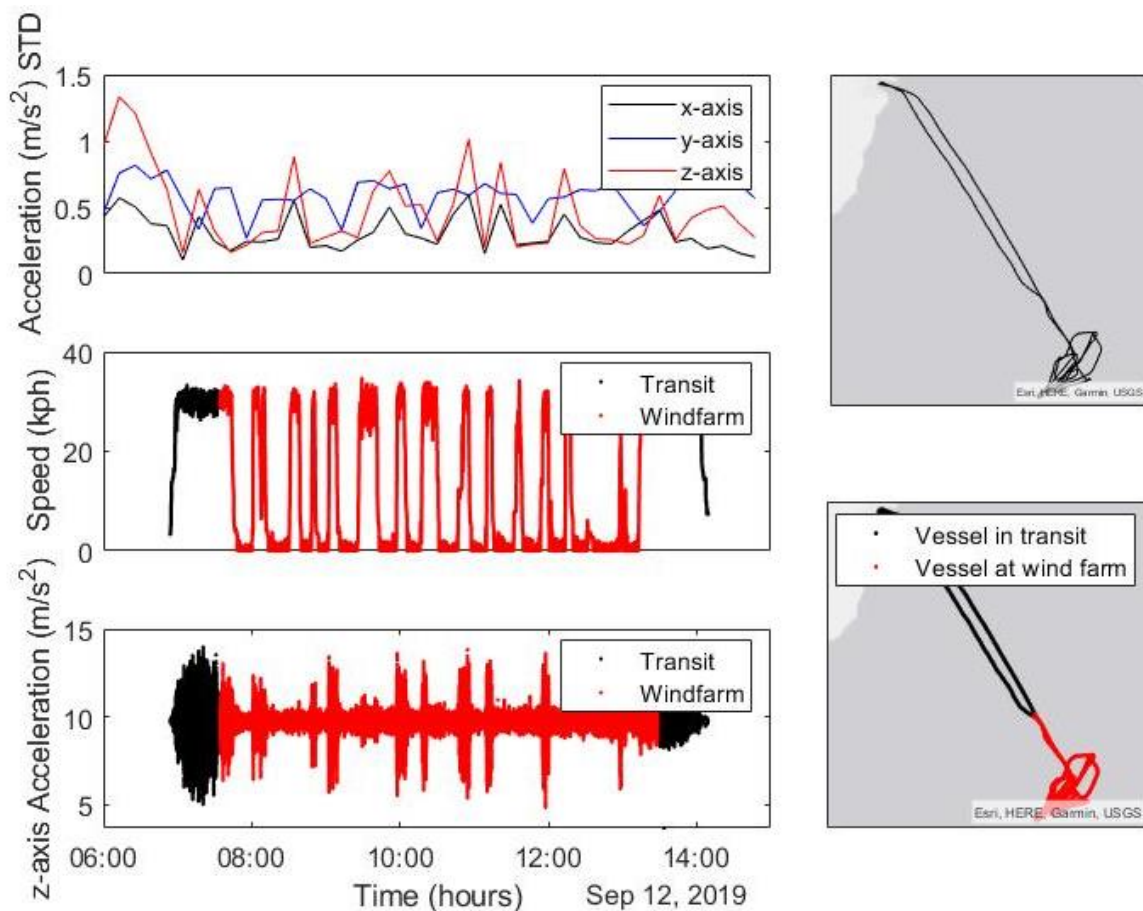 Acceleration (m/s²) STD
1.5
1
0.5
0
x-axis
y-axis
z-axis
Speed (kph)
40
20
0
Transit
Windfarm
z-axis Acceleration (m/s²)
15
10
5
Transit
Windfarm
06:00 08:00 10:00 12:00 14:00
Time (hours)
Sep 12, 2019
Esri, HERE, Garmin, USGS
Vessel in transit
Vessel at wind farm
Esri, HERE, Garmin, USGS